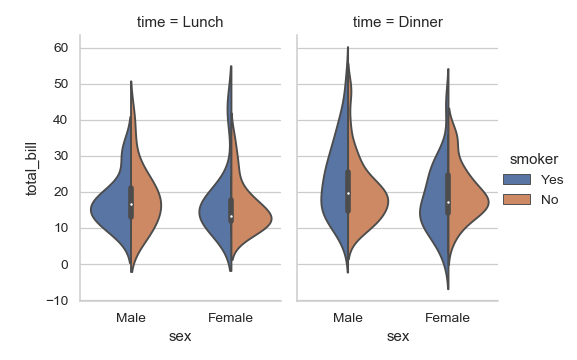 time = Lunch
time = Dinner
60
50
40
30
20
10
0
−10
total_bill
Male
Female
Male
Female
sex
sex
smoker
Yes
No